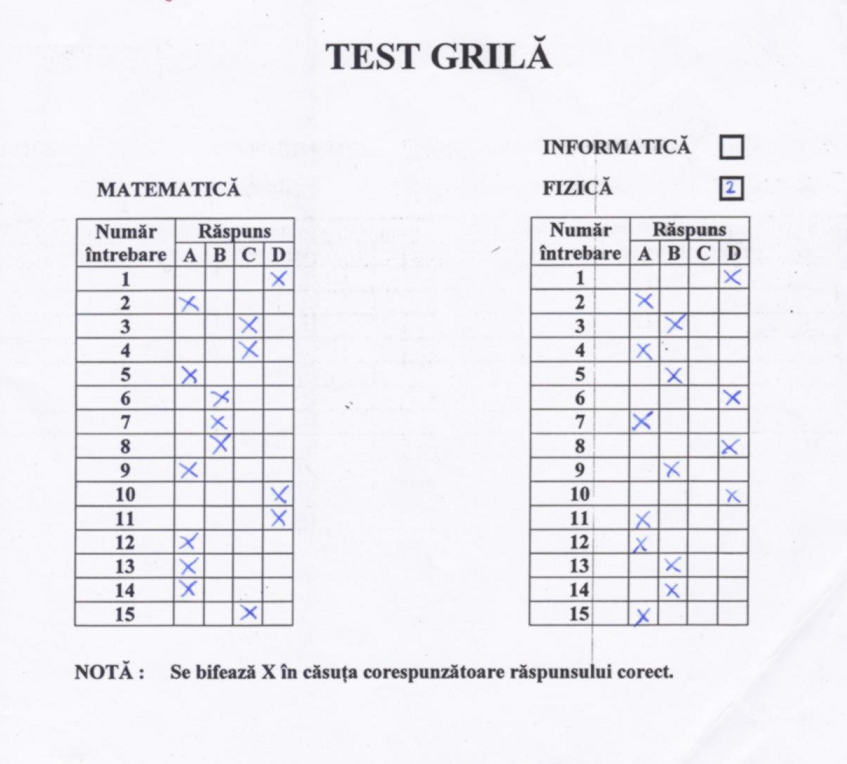 TEST GRILĂ
INFORMATICĂ
MATEMATICĂ
FIZICĂ 2
Număr întrebare Răspuns
A B C D
1 X
2 X
3 X
4 X
5 X
6 X
7 X
8 X
9 X
10 X
11 X
12 X
13 X
14 X
15 X
Număr întrebare Răspuns
A B C D
1 X
2 X
3 X
4 X
5 X
6 X
7 X
8 X
9 X
10 X
11 X
12 X
13 X
14 X
15 X
NOTĂ : Se bifează X în căsuța corespunzătoare răspunsului corect.